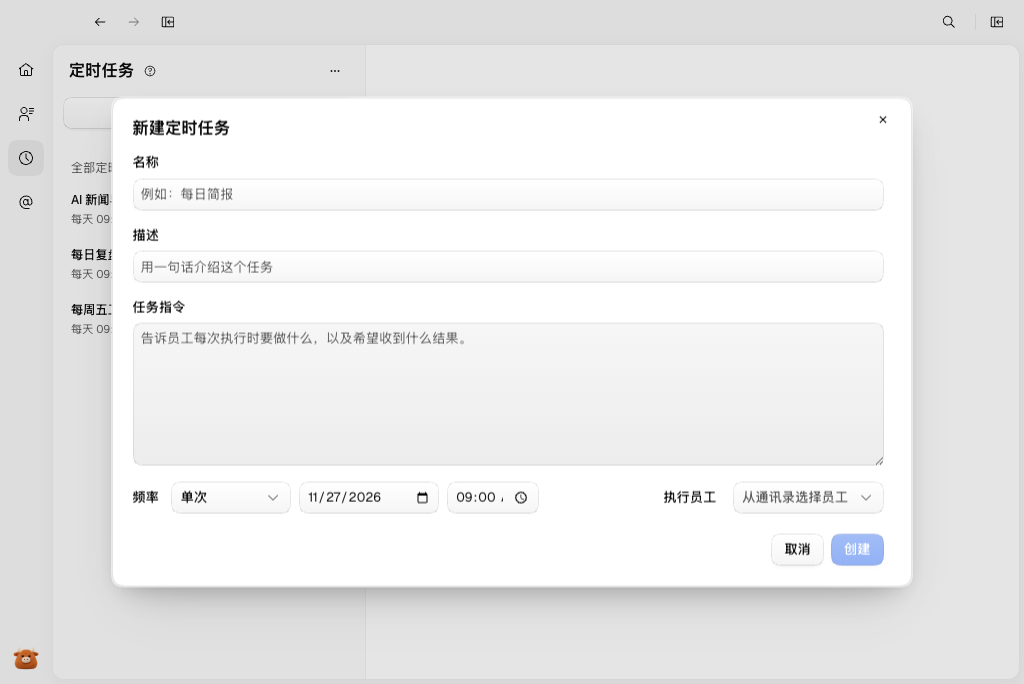 定时任务
新建定时任务
名称
例如：每日简报
描述
用一句话介绍这个任务
任务指令
告诉员工每次执行时要做什么，以及希望收到什么结果。
频率 单次 11/27/2026 09:00 执行员工 从通讯录选择员工
取消 创建
全部定时
AI 新闻
每天 09
每日复盘
每天 09
每周五
每天 09